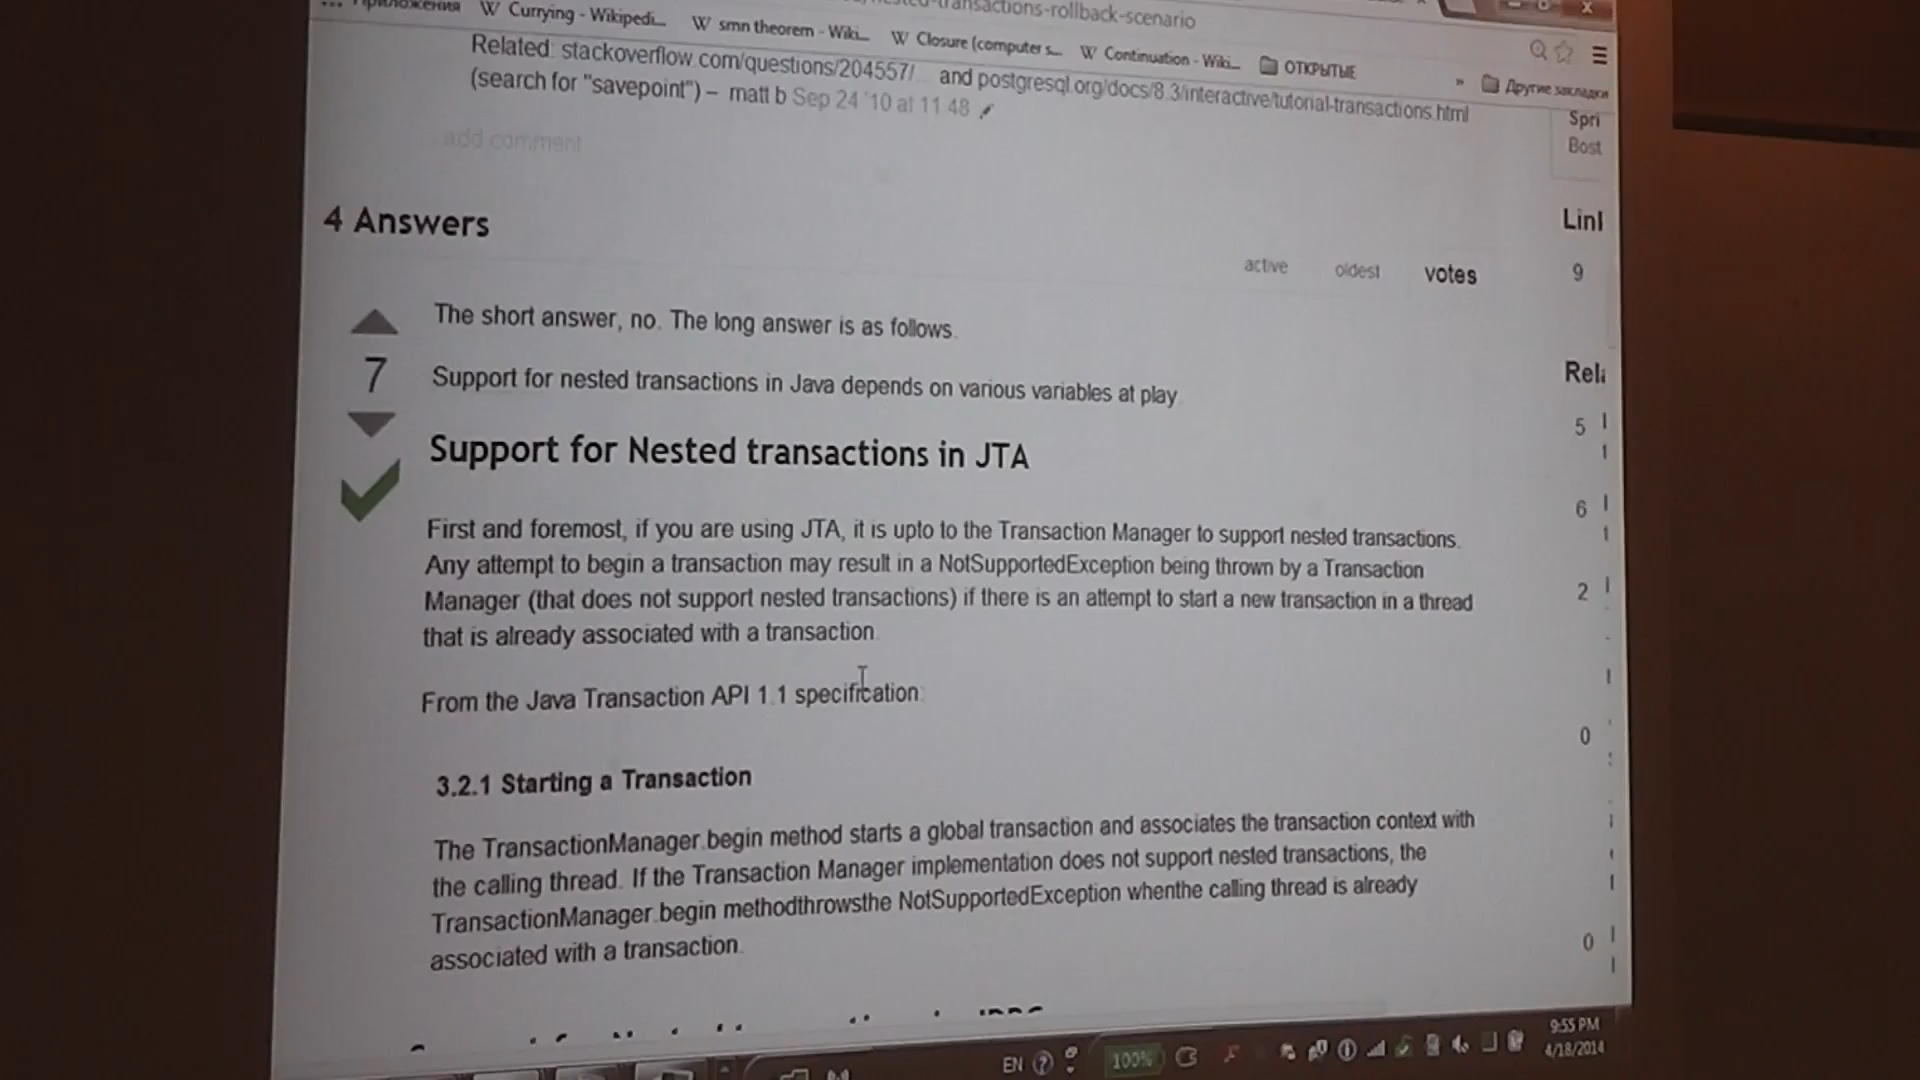 ested-transactions-rollback-scenario
Приложения W Currying - Wikipedi... W smn theorem - Wiki... W Closure (computer s... W Continuation - Wiki... ОТКРЫТЫЕ » Другие закладки
Related: stackoverflow.com/questions/204557/... and postgresql.org/docs/8.3/interactive/tutorial-transactions.html
(search for "savepoint") – matt b Sep 24 '10 at 11:48
add comment
Spri
Bost
4 Answers
active oldest votes
Linl
9
The short answer, no. The long answer is as follows.
7
Support for nested transactions in Java depends on various variables at play
Rela
5
Support for Nested transactions in JTA
6
First and foremost, if you are using JTA, it is upto to the Transaction Manager to support nested transactions.
Any attempt to begin a transaction may result in a NotSupportedException being thrown by a Transaction
Manager (that does not support nested transactions) if there is an attempt to start a new transaction in a thread
that is already associated with a transaction.
2
From the Java Transaction API 1.1 specification:
0
3.2.1 Starting a Transaction
The TransactionManager.begin method starts a global transaction and associates the transaction context with
the calling thread. If the Transaction Manager implementation does not support nested transactions, the
TransactionManager.begin methodthrowsthe NotSupportedException whenthe calling thread is already
associated with a transaction.
0
EN 100% 9:55 PM
4/18/2014